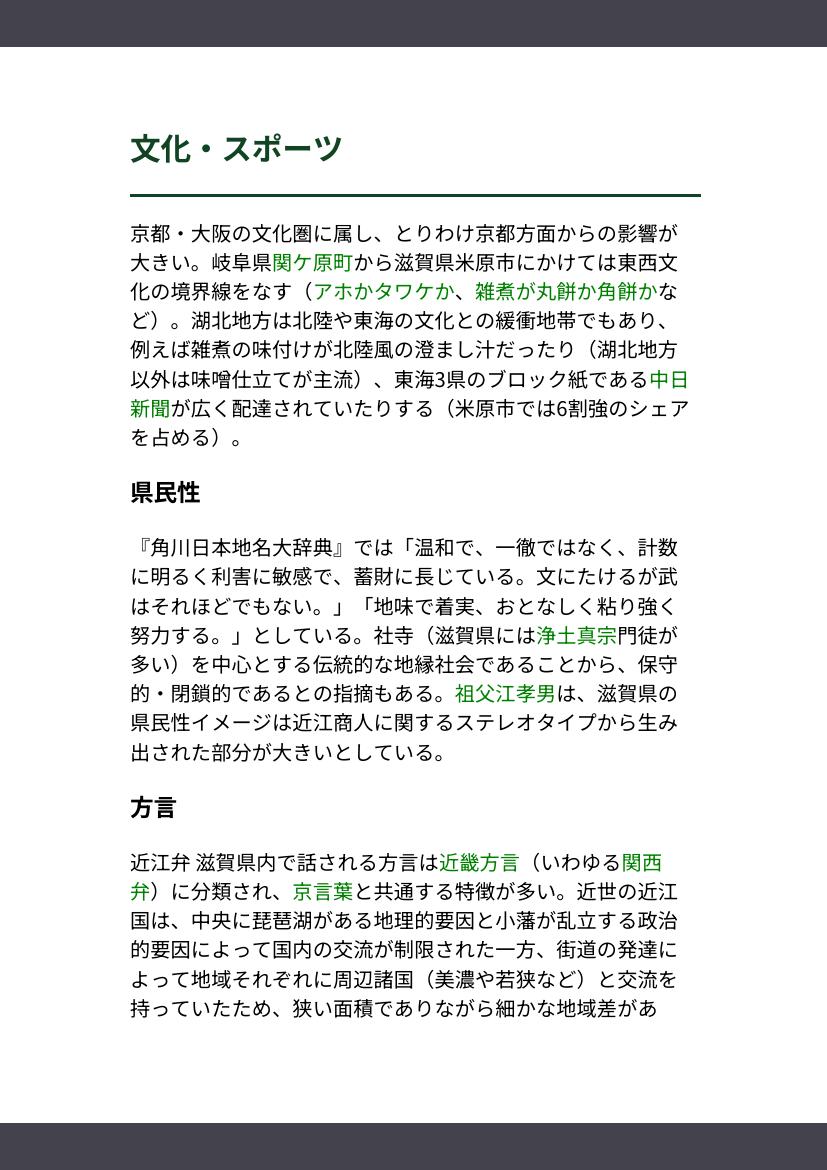 文化・スポーツ
京都・大阪の文化圏に属し、とりわけ京都方面からの影響が
大きい。岐阜県関ケ原町から滋賀県米原市にかけては東西文
化の境界線をなす（アホかタワケか、雑煮が丸餅か角餅かな
ど）。湖北地方は北陸や東海の文化との緩衝地帯でもあり、
例えば雑煮の味付けが北陸風の澄まし汁だったり（湖北地方
以外は味噌仕立てが主流）、東海3県のブロック紙である中日
新聞が広く配達されていたりする（米原市では6割強のシェア
を占める）。
県民性
『角川日本地名大辞典』では「温和で、一徹ではなく、計数
に明るく利害に敏感で、蓄財に長じている。文にたけるが武
はそれほどでもない。」「地味で着実、おとなしく粘り強く
努力する。」としている。社寺（滋賀県には浄土真宗門徒が
多い）を中心とする伝統的な地縁社会であることから、保守
的・閉鎖的であるとの指摘もある。祖父江孝男は、滋賀県の
県民性イメージは近江商人に関するステレオタイプから生み
出された部分が大きいとしている。
方言
近江弁 滋賀県内で話される方言は近畿方言（いわゆる関西
弁）に分類され、京言葉と共通する特徴が多い。近世の近江
国は、中央に琵琶湖がある地理的要因と小藩が乱立する政治
的要因によって国内の交流が制限された一方、街道の発達に
よって地域それぞれに周辺諸国（美濃や若狭など）と交流を
持っていたため、狭い面積でありながら細かな地域差があ